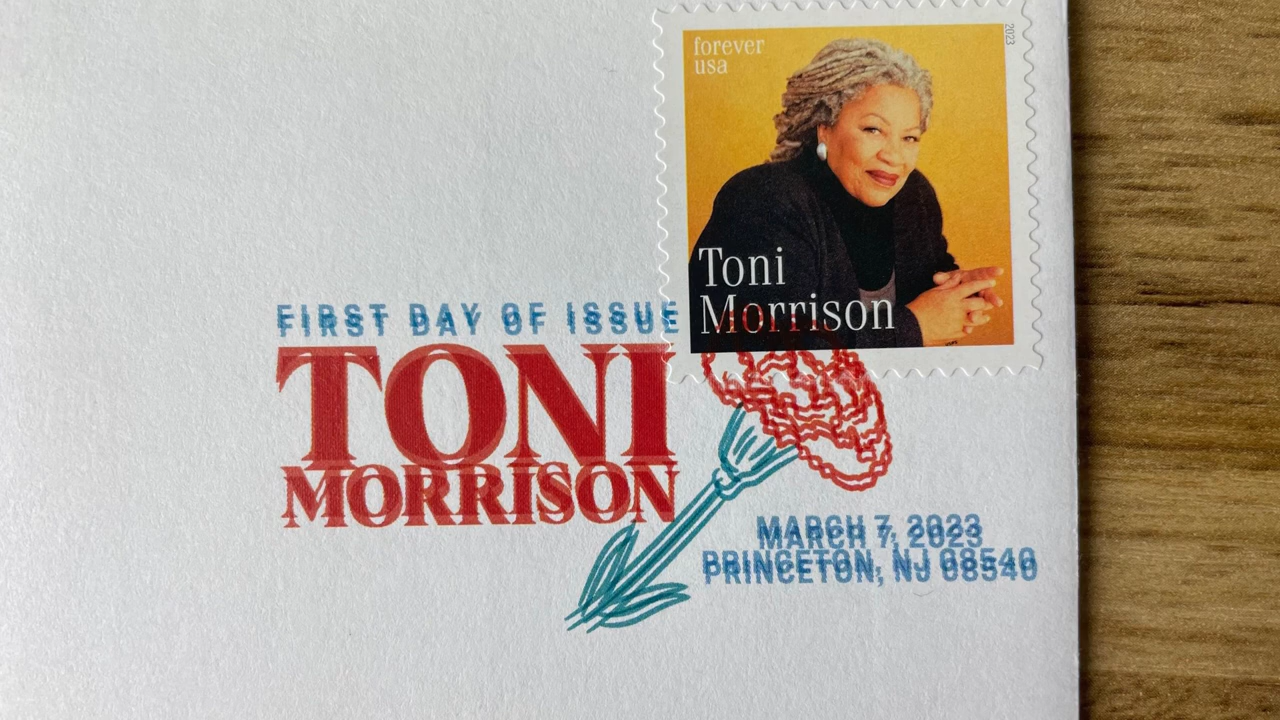 forever
usa
2023
Toni
Morrison
FIRST DAY OF ISSUE
TONI
MORRISON
MARCH 7, 2023
PRINCETON, NJ 08540